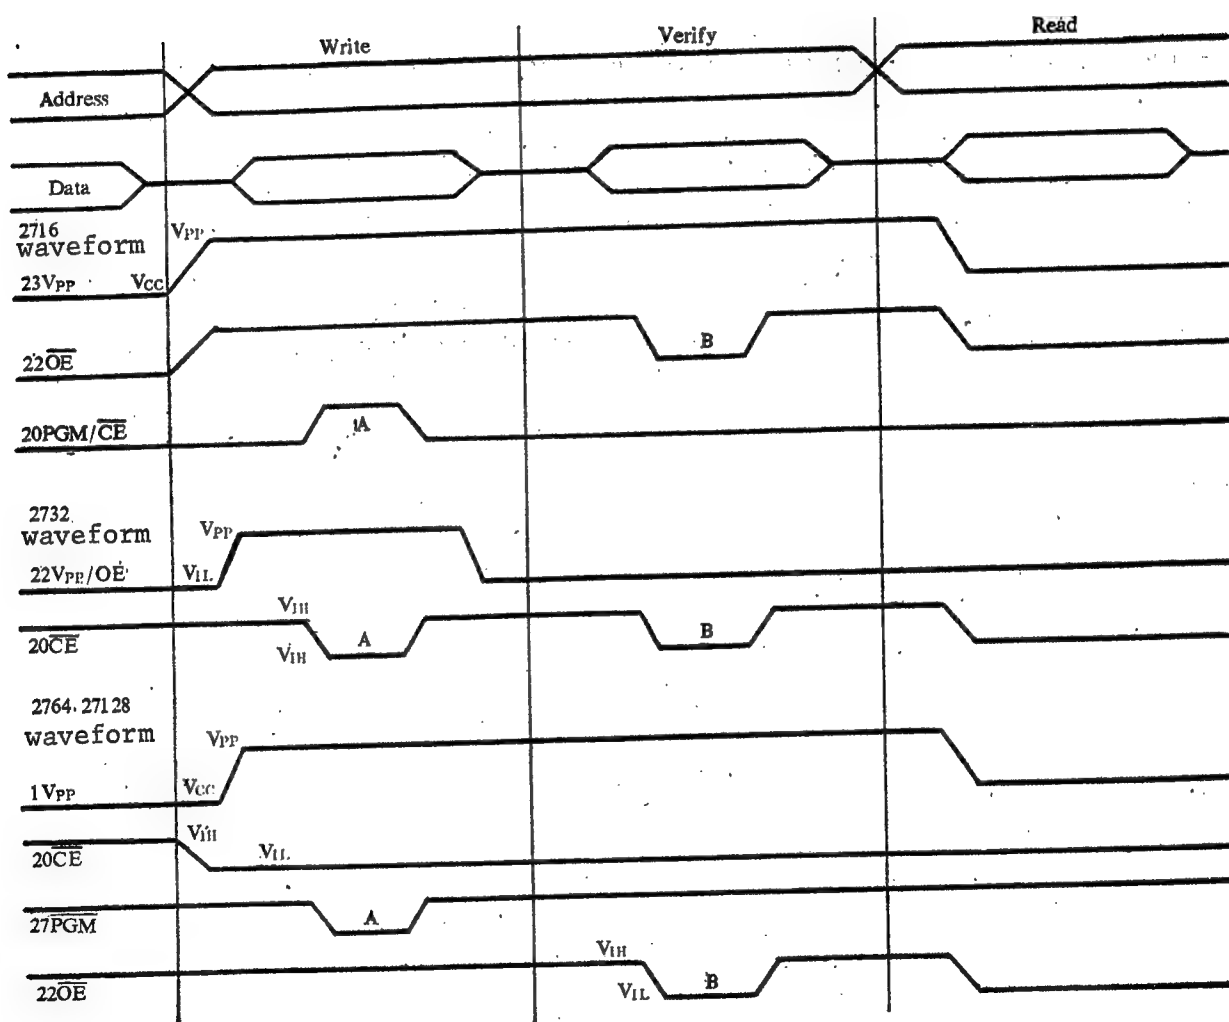 Write
Verify
Read
Address
Data
2716
waveform
VPP
23VPP
VCC
22OE
B
20PGM/CE
A
2732
waveform
VPP
22VPP/OE
VIL
VIH
20CE
VIH
A
B
2764, 27128
waveform
VPP
1VPP
VCC
VIH
20CE
VIL
27PGM
A
VIH
22OE
VIL
B